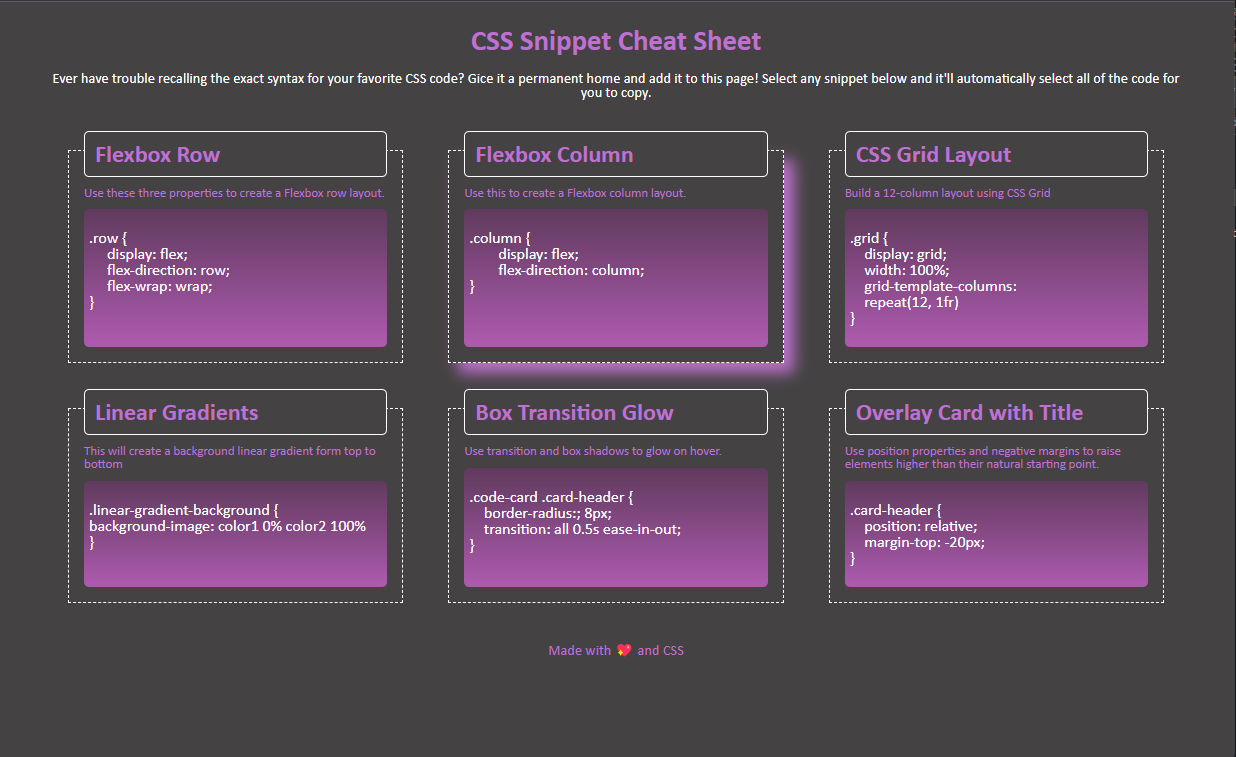 CSS Snippet Cheat Sheet
Ever have trouble recalling the exact syntax for your favorite CSS code? Gice it a permanent home and add it to this page! Select any snippet below and it'll automatically select all of the code for
you to copy.
Flexbox Row
Use these three properties to create a Flexbox row layout.
.row {
display: flex;
flex-direction: row;
flex-wrap: wrap;
}
Flexbox Column
Use this to create a Flexbox column layout.
.column {
display: flex;
flex-direction: column;
}
CSS Grid Layout
Build a 12-column layout using CSS Grid
.grid {
display: grid;
width: 100%;
grid-template-columns:
repeat(12, 1fr)
}
Linear Gradients
This will create a background linear gradient form top to
bottom
.linear-gradient-background {
background-image: color1 0% color2 100%
}
Box Transition Glow
Use transition and box shadows to glow on hover.
.code-card .card-header {
border-radius:; 8px;
transition: all 0.5s ease-in-out;
}
Overlay Card with Title
Use position properties and negative margins to raise
elements higher than their natural starting point.
.card-header {
position: relative;
margin-top: -20px;
}
Made with 💖 and CSS